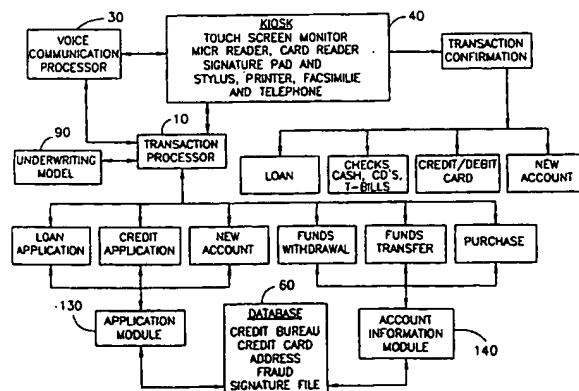 30
VOICE
COMMUNICATION
PROCESSOR
KIOSK
TOUCH SCREEN MONITOR
MICR READER, CARD READER
SIGNATURE PAD AND
STYLUS, PRINTER, FACSIMILIE
AND TELEPHONE
40
TRANSACTION
CONFIRMATION
10
TRANSACTION
PROCESSOR
90
UNDERWRITING
MODEL
LOAN
CHECKS
CASH, CD'S,
T-BILLS
CREDIT/DEBIT
CARD
NEW
ACCOUNT
LOAN
APPLICATION
CREDIT
APPLICATION
NEW
ACCOUNT
FUNDS
WITHDRAWAL
FUNDS
TRANSFER
PURCHASE
130
APPLICATION
MODULE
60
DATABASE
CREDIT BUREAU
CREDIT CARD
ADDRESS
FRAUD
SIGNATURE FILE
ACCOUNT
INFORMATION
MODULE
140